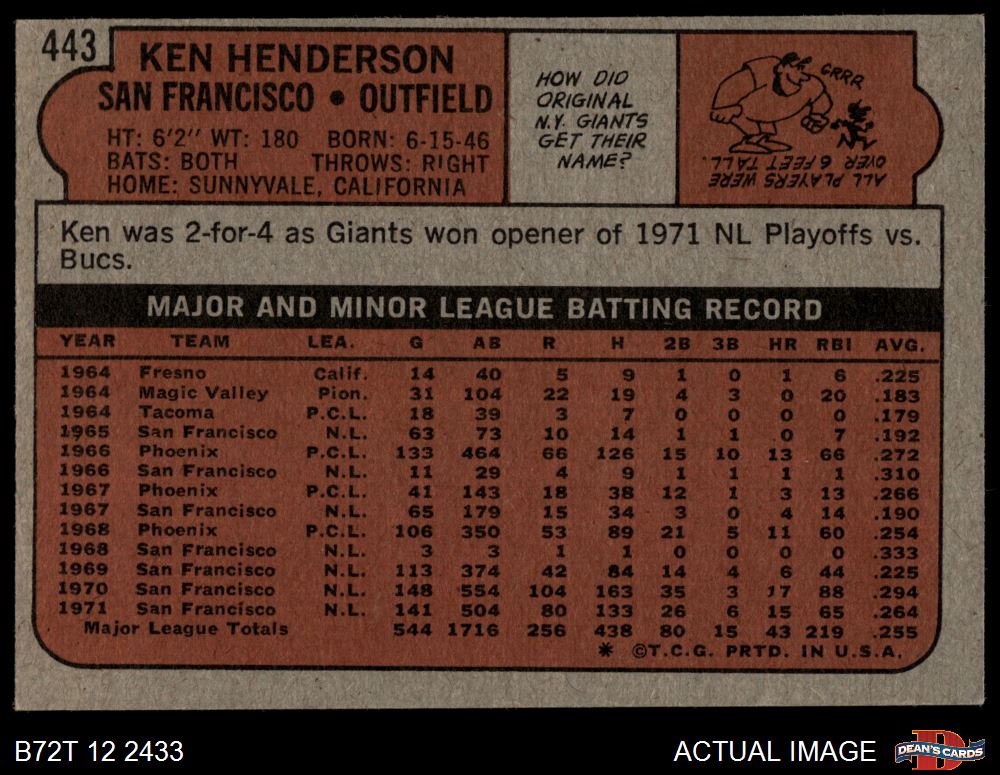 443
KEN HENDERSON
SAN FRANCISCO • OUTFIELD
HT: 6'2" WT: 180 BORN: 6-15-46
BATS: BOTH THROWS: RIGHT
HOME: SUNNYVALE, CALIFORNIA
HOW DID
ORIGINAL
N.Y. GIANTS
GET THEIR
NAME?
GRRR
ALL PLAYERS WERE
OVER 6 FEET TALL.
Ken was 2-for-4 as Giants won opener of 1971 NL Playoffs vs.
Bucs.
MAJOR AND MINOR LEAGUE BATTING RECORD
YEAR TEAM LEA. G AB R H 2B 3B HR RBI AVG.
1964 Fresno Calif. 14 40 5 9 1 0 1 6 .225
1964 Magic Valley Pion. 31 104 22 19 4 3 0 20 .183
1964 Tacoma P.C.L. 18 39 3 7 0 0 0 0 .179
1965 San Francisco N.L. 63 73 10 14 1 1 0 7 .192
1966 Phoenix P.C.L. 133 464 66 126 15 10 13 66 .272
1966 San Francisco N.L. 11 29 4 9 1 1 1 1 .310
1967 Phoenix P.C.L. 41 143 18 38 12 1 3 13 .266
1967 San Francisco N.L. 65 179 15 34 3 0 4 14 .190
1968 Phoenix P.C.L. 106 350 53 89 21 5 11 60 .254
1968 San Francisco N.L. 3 3 1 1 0 0 0 0 .333
1969 San Francisco N.L. 113 374 42 84 14 4 6 44 .225
1970 San Francisco N.L. 148 554 104 163 35 3 17 88 .294
1971 San Francisco N.L. 141 504 80 133 26 6 15 65 .264
Major League Totals 544 1716 256 438 80 15 43 219 .255
* ©T.C.G. PRTD. IN U.S.A.
B72T 12 2433
ACTUAL IMAGE
D
DEAN'S CARDS